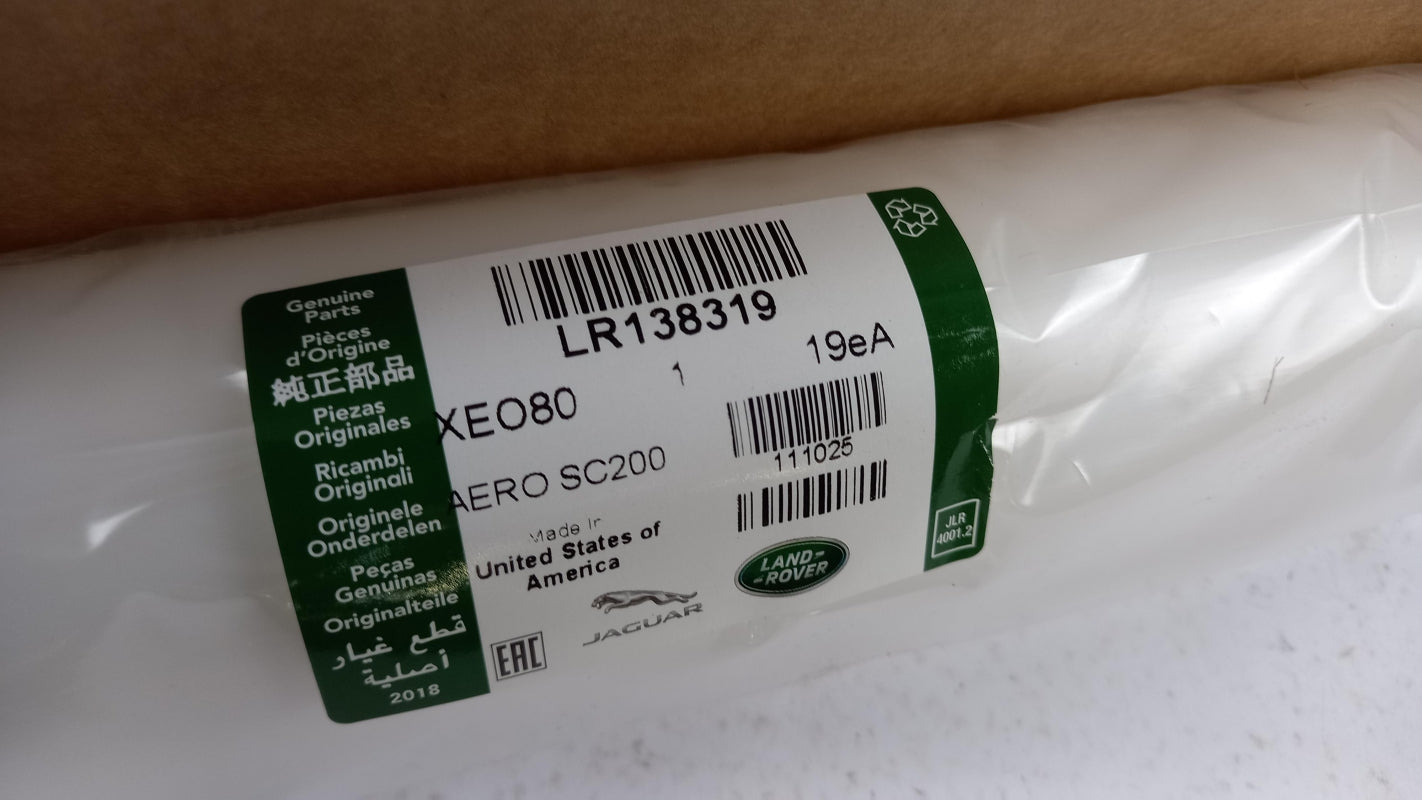 Genuine
Parts
Pièces
d'Origine
純正部品
Piezas
Originales
Ricambi
Originali
Originele
Onderdelen
Peças
Genuinas
Originalteile
قطع غيار
أصلية
2018
LR138319
1
19eA
XEO80
111025
AERO SC200
Made In
United States of
America
JAGUAR
LAND-
-ROVER
EAC
JLR
4001.2